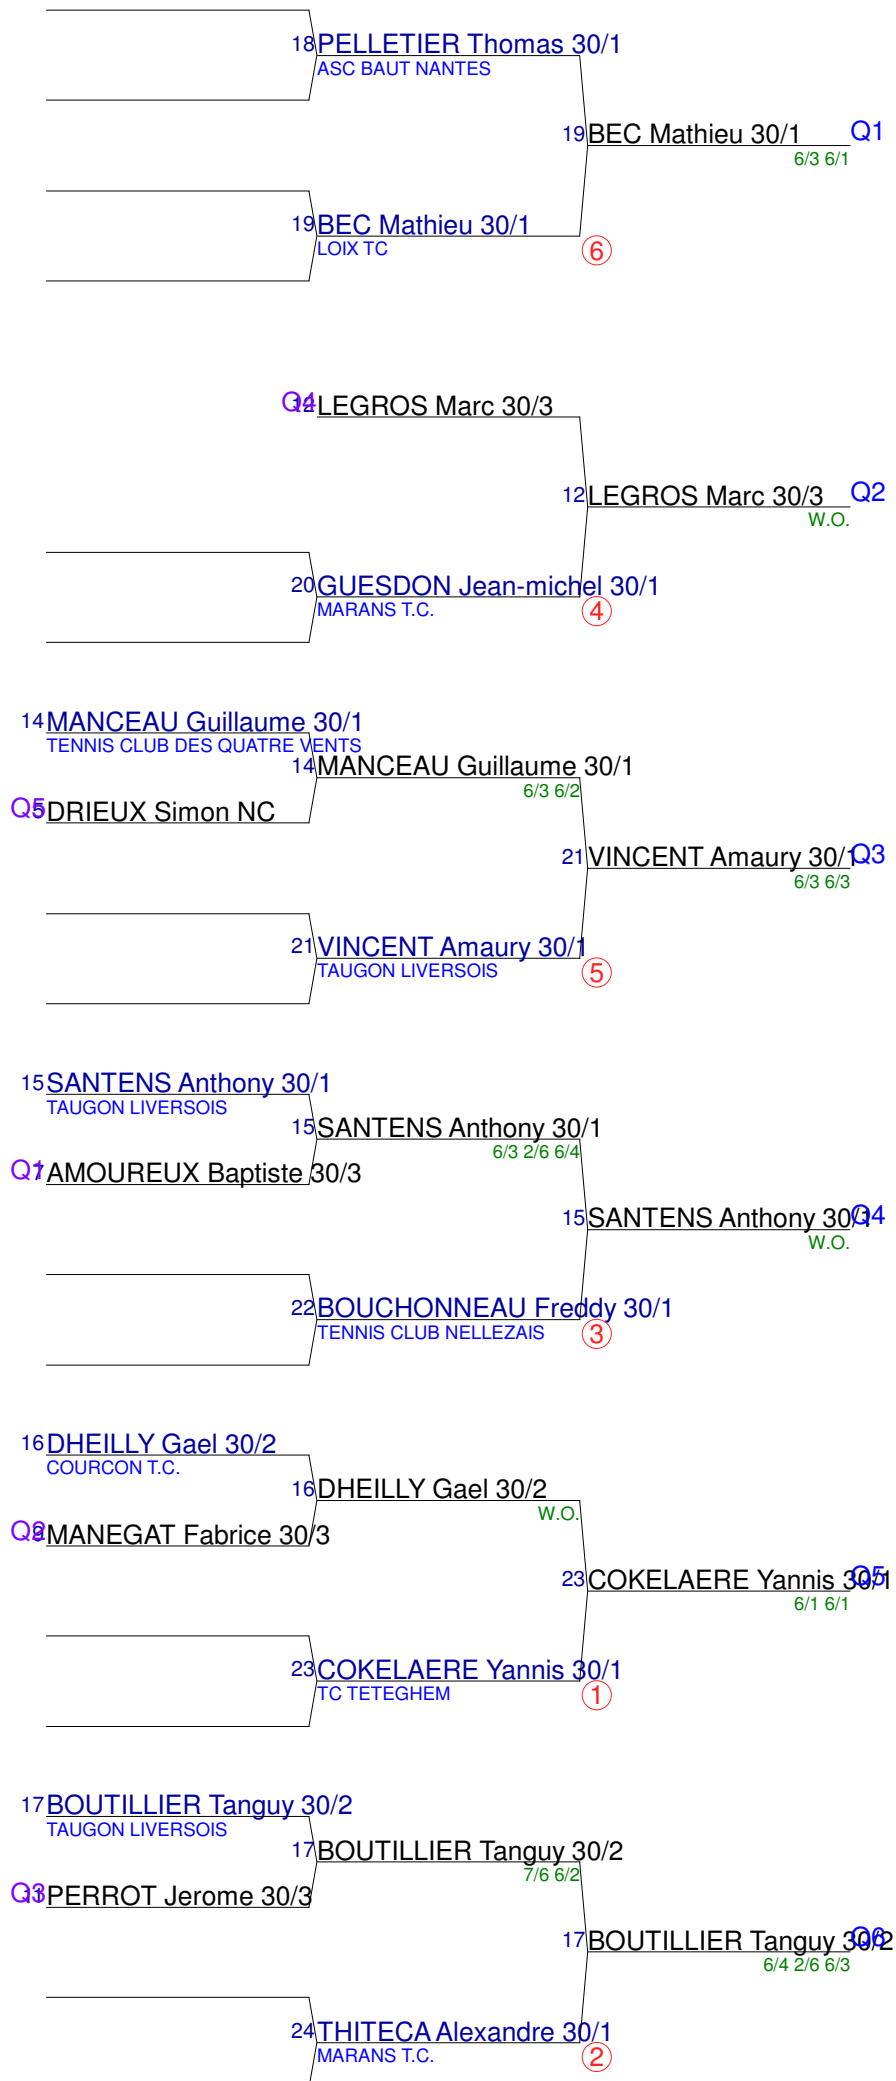 18 PELLETIER Thomas 30/1
ASC BAUT NANTES
19 BEC Mathieu 30/1 Q1
6/3 6/1
19 BEC Mathieu 30/1
LOIX TC
6
Q4 12 LEGROS Marc 30/3
12 LEGROS Marc 30/3 Q2
W.O.
20 GUESDON Jean-michel 30/1
MARANS T.C.
4
14 MANCEAU Guillaume 30/1
TENNIS CLUB DES QUATRE VENTS
14 MANCEAU Guillaume 30/1
6/3 6/2
Q5 5 DRIEUX Simon NC
21 VINCENT Amaury 30/1 Q3
6/3 6/3
21 VINCENT Amaury 30/1
TAUGON LIVERSOIS
5
15 SANTENS Anthony 30/1
TAUGON LIVERSOIS
15 SANTENS Anthony 30/1
6/3 2/6 6/4
Q1 7 AMOUREUX Baptiste 30/3
15 SANTENS Anthony 30/1 Q4
W.O.
22 BOUCHONNEAU Freddy 30/1
TENNIS CLUB NELLEZAIS
3
16 DHEILLY Gael 30/2
COURCON T.C.
16 DHEILLY Gael 30/2
W.O.
Q2 9 MANEGAT Fabrice 30/3
23 COKELAERE Yannis 30/1 Q5
6/1 6/1
23 COKELAERE Yannis 30/1
TC TETEGHEM
1
17 BOUTILLIER Tanguy 30/2
TAUGON LIVERSOIS
17 BOUTILLIER Tanguy 30/2
7/6 6/2
Q3 11 PERROT Jerome 30/3
17 BOUTILLIER Tanguy 30/2 Q6
6/4 2/6 6/3
24 THITECA Alexandre 30/1
MARANS T.C.
2